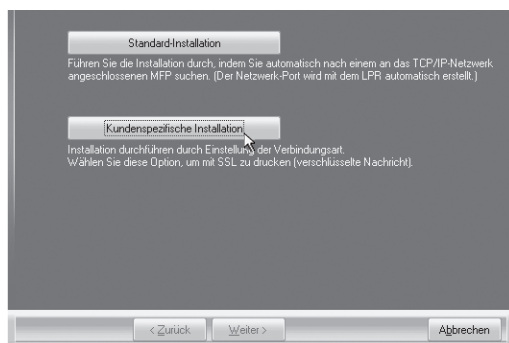 Standard-Installation
Führen Sie die Installation durch, indem Sie automatisch nach einem an das TCP/IP-Netzwerk
angeschlossenen MFP suchen. (Der Netzwerk-Port wird mit dem LPR automatisch erstellt.)
Kundenspezifische Installation
Installation durchführen durch Einstellung der Verbindungsart.
Wählen Sie diese Option, um mit SSL zu drucken (verschlüsselte Nachricht).
< Zurück Weiter > Abbrechen